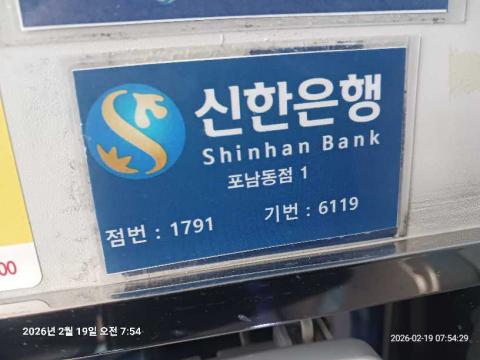 신한은행
Shinhan Bank
포남동점 1
점번 : 1791
기번 : 6119
00
2026년 2월 19일 오전 7:54
2026-02-19 07:54:29